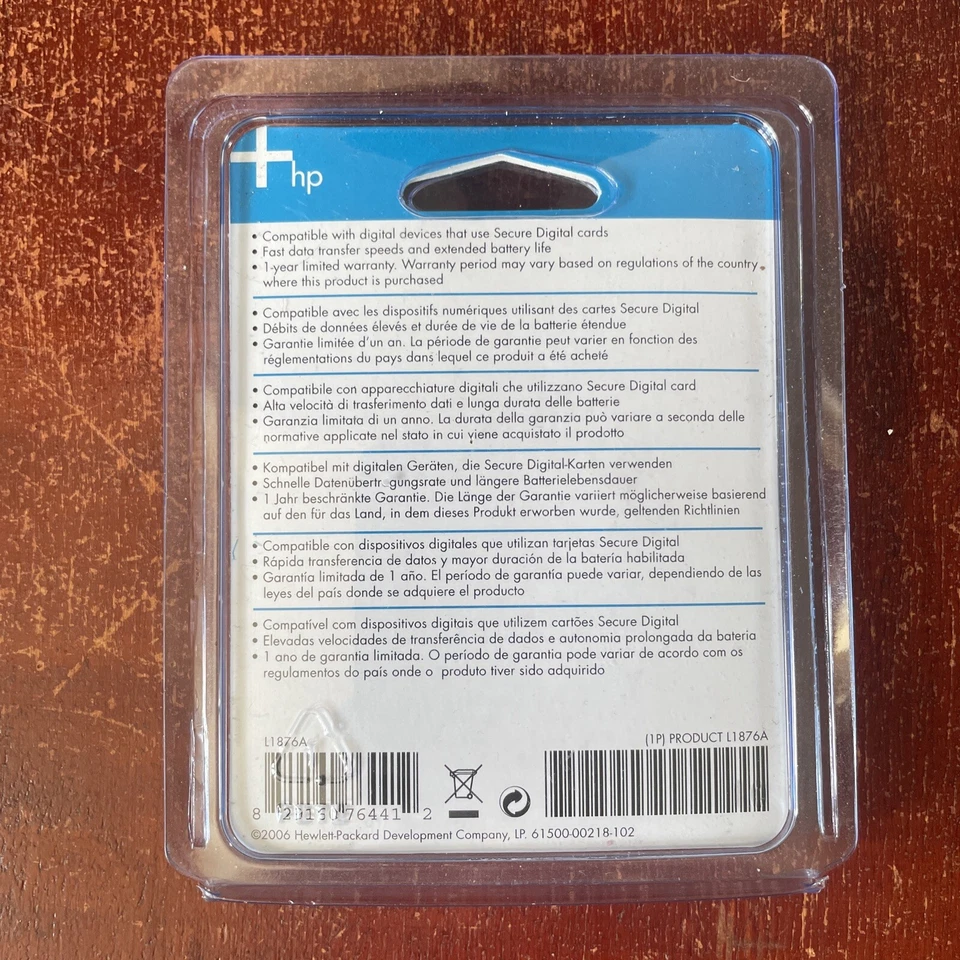 hp
• Compatible with digital devices that use Secure Digital cards
• Fast data transfer speeds and extended battery life
• 1-year limited warranty. Warranty period may vary based on regulations of the country
where this product is purchased
• Compatible avec les dispositifs numériques utilisant des cartes Secure Digital
• Débits de données élevés et durée de vie de la batterie étendue
• Garantie limitée d'un an. La période de garantie peut varier en fonction des
réglementations du pays dans lequel ce produit a été acheté
• Compatibile con apparecchiature digitali che utilizzano Secure Digital card
• Alta velocità di trasferimento dati e lunga durata delle batterie
• Garanzia limitata di un anno. La durata della garanzia può variare a seconda delle
normative applicate nel stato in cui viene acquistato il prodotto
• Kompatibel mit digitalen Geräten, die Secure Digital-Karten verwenden
• Schnelle Datenübertr gungsrate und längere Batterielebensdauer
• 1 Jahr beschränkte Garantie. Die Länge der Garantie variiert möglicherweise basierend
auf den für das Land, in dem dieses Produkt erworben wurde, geltenden Richtlinien
• Compatible con dispositivos digitales que utilizan tarjetas Secure Digital
• Rápida transferencia de datos y mayor duración de la batería habilitada
• Garantía limitada de 1 año. El período de garantía puede variar, dependiendo de las
leyes del país donde se adquiere el producto
• Compatível com dispositivos digitais que utilizem cartões Secure Digital
• Elevadas velocidades de transferência de dados e autonomia prolongada da bateria
• 1 ano de garantia limitada. O período de garantia pode variar de acordo com os
regulamentos do país onde o produto tiver sido adquirido
L1876A
(1P) PRODUCT L1876A
8 29160 76441 2
©2006 Hewlett-Packard Development Company, LP. 61500-00218-102